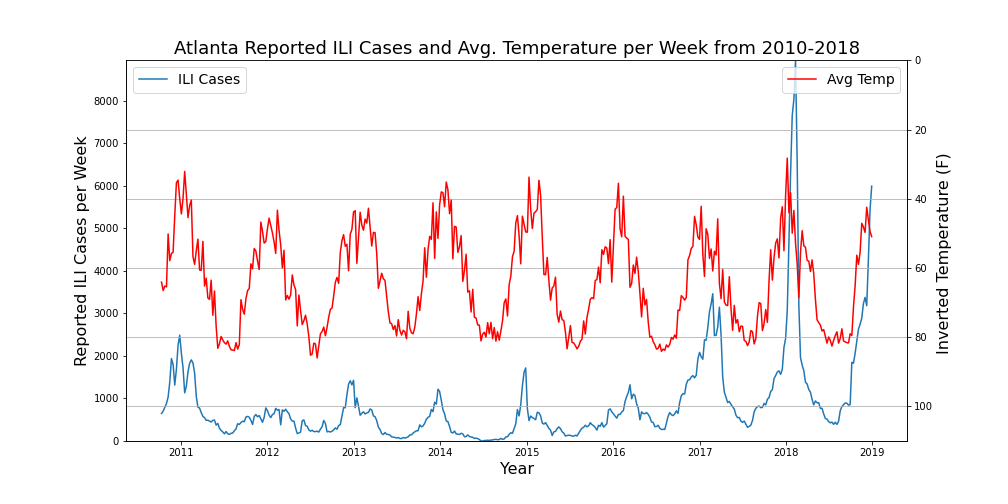 Atlanta Reported ILI Cases and Avg. Temperature per Week from 2010-2018
ILI Cases
Avg Temp
Reported ILI Cases per Week
8000
7000
6000
5000
4000
3000
2000
1000
0
0
20
40
60
80
100
Inverted Temperature (F)
2011 2012 2013 2014 2015 2016 2017 2018 2019
Year